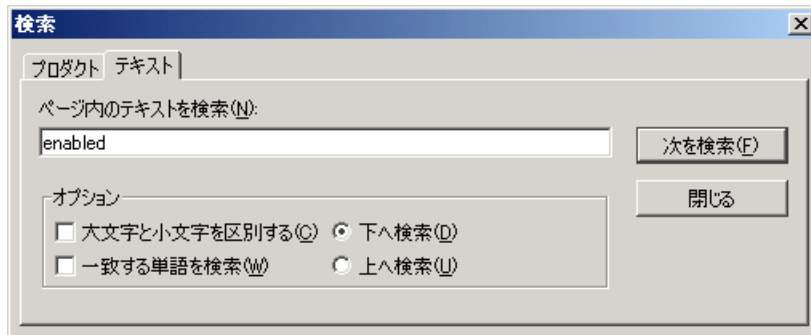 検索
プロダクト テキスト
ページ内のテキストを検索(N):
enabled
次を検索(F)
オプション
閉じる
大文字と小文字を区別する(C) 下へ検索(D)
一致する単語を検索(W) 上へ検索(U)